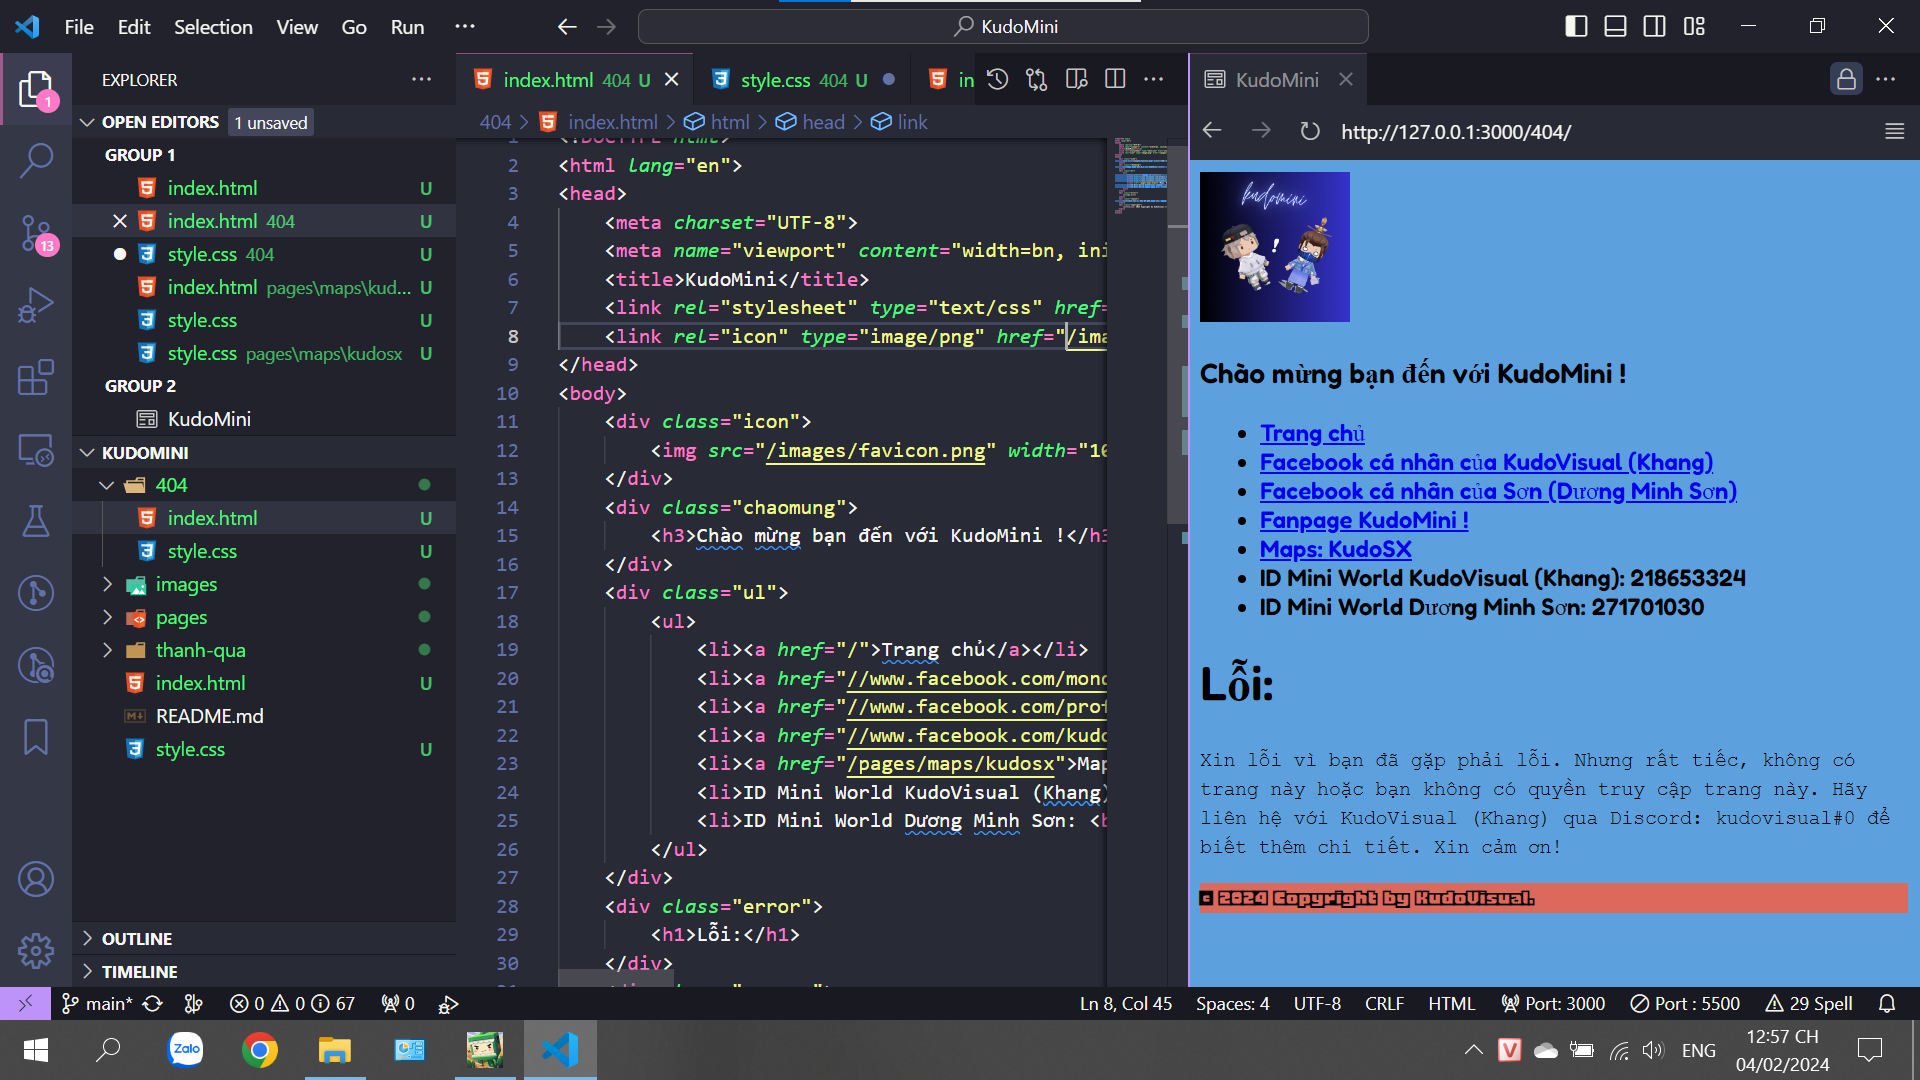 File Edit Selection View Go Run ···
KudoMini
EXPLORER
OPEN EDITORS 1 unsaved
GROUP 1
index.html U
index.html 404 U
style.css 404 U
index.html pages\maps\kud... U
style.css U
style.css pages\maps\kudosx U
GROUP 2
KudoMini
KUDOMINI
404
index.html U
style.css U
images
pages
thanh-qua
index.html U
README.md
style.css U
OUTLINE
TIMELINE
1
13
index.html 404 U
style.css 404 U
in
404 > index.html > html > head > link
1 <!DOCTYPE html>
2 <html lang="en">
3 <head>
4 <meta charset="UTF-8">
5 <meta name="viewport" content="width=bn, ini
6 <title>KudoMini</title>
7 <link rel="stylesheet" type="text/css" href=
8 <link rel="icon" type="image/png" href="/ima
9 </head>
10 <body>
11 <div class="icon">
12 <img src="/images/favicon.png" width="10
13 </div>
14 <div class="chaomung">
15 <h3>Chào mừng bạn đến với KudoMini !</h3
16 </div>
17 <div class="ul">
18 <ul>
19 <li><a href="/">Trang chủ</a></li>
20 <li><a href="//www.facebook.com/mond
21 <li><a href="//www.facebook.com/prof
22 <li><a href="//www.facebook.com/kudo
23 <li><a href="/pages/maps/kudosx">Map
24 <li>ID Mini World KudoVisual (Khang)
25 <li>ID Mini World Dương Minh Sơn: <b
26 </ul>
27 </div>
28 <div class="error">
29 <h1>Lỗi:</h1>
30 </div>
KudoMini
http://127.0.0.1:3000/404/
kudomini
!
Chào mừng bạn đến với KudoMini !
Trang chủ
Facebook cá nhân của KudoVisual (Khang)
Facebook cá nhân của Sơn (Dương Minh Sơn)
Fanpage KudoMini !
Maps: KudoSX
ID Mini World KudoVisual (Khang): 218653324
ID Mini World Dương Minh Sơn: 271701030
Lỗi:
Xin lỗi vì bạn đã gặp phải lỗi. Nhưng rất tiếc, không có
trang này hoặc bạn không có quyền truy cập trang này. Hãy
liên hệ với KudoVisual (Khang) qua Discord: kudovisual#0 để
biết thêm chi tiết. Xin cảm ơn!
© 2024 Copyright by KudoVisual.
main* 0 0 67 0
Ln 8, Col 45 Spaces: 4 UTF-8 CRLF HTML Port: 3000 Port : 5500 29 Spell
Zalo
V
ENG
12:57 CH
04/02/2024